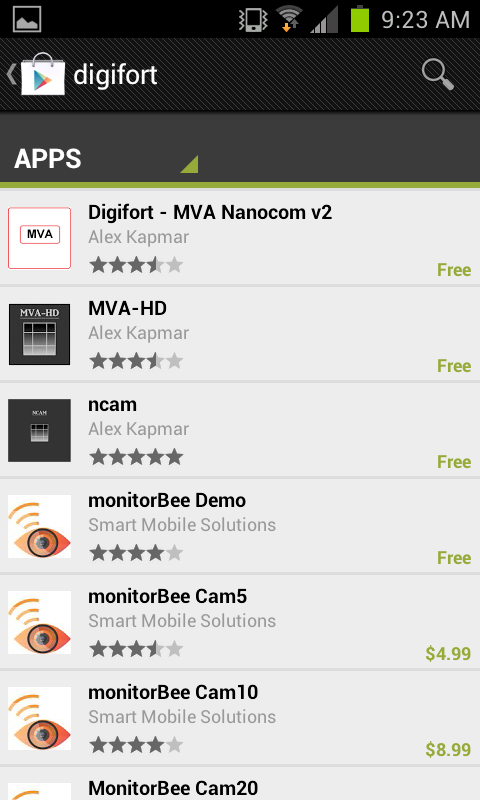 9:23 AM
digifort
APPS
MVA
Digifort - MVA Nanocom v2
Alex Kapmar
Free
MVA-HD
MVA-HD
Alex Kapmar
Free
NCAM
ncam
Alex Kapmar
Free
monitorBee Demo
Smart Mobile Solutions
Free
monitorBee Cam5
Smart Mobile Solutions
$4.99
monitorBee Cam10
Smart Mobile Solutions
$8.99
MonitorBee Cam20